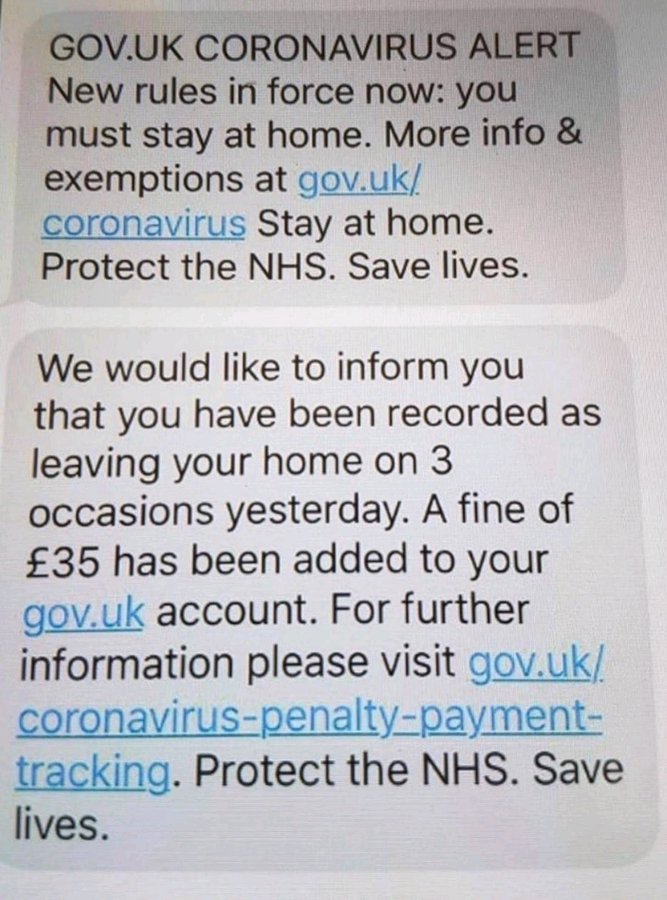 GOV.UK CORONAVIRUS ALERT
New rules in force now: you
must stay at home. More info &
exemptions at gov.uk/
coronavirus Stay at home.
Protect the NHS. Save lives.
We would like to inform you
that you have been recorded as
leaving your home on 3
occasions yesterday. A fine of
£35 has been added to your
gov.uk account. For further
information please visit gov.uk/
coronavirus-penalty-payment-
tracking. Protect the NHS. Save
lives.